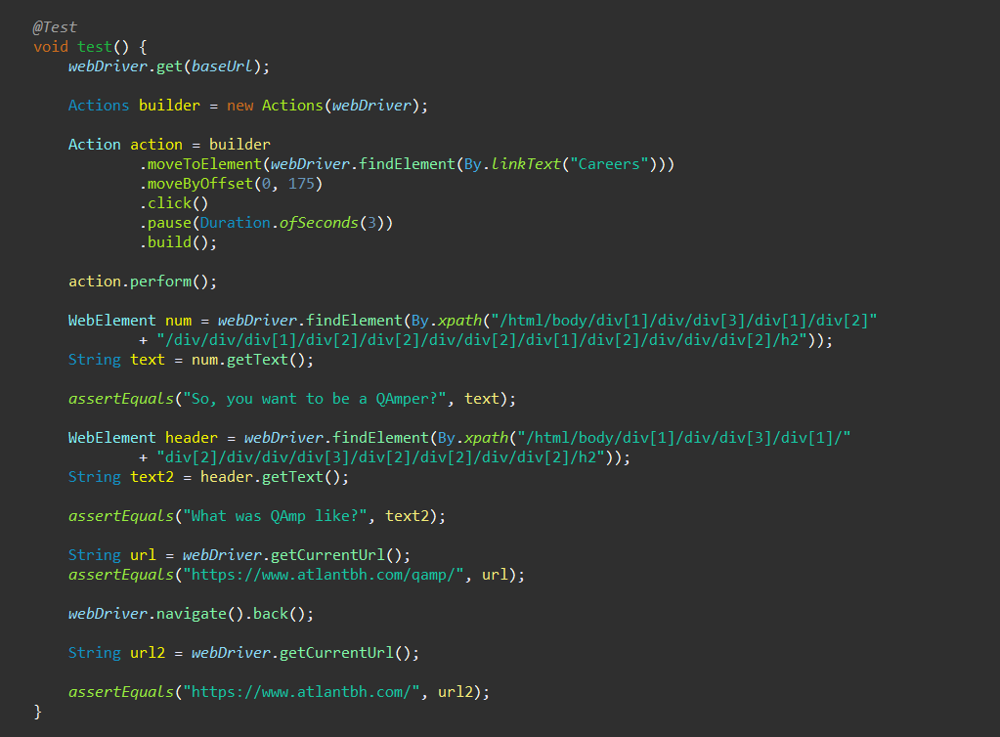 @Test
void test() {
    webDriver.get(baseUrl);

    Actions builder = new Actions(webDriver);

    Action action = builder
            .moveToElement(webDriver.findElement(By.linkText("Careers")))
            .moveByOffset(0, 175)
            .click()
            .pause(Duration.ofSeconds(3))
            .build();

    action.perform();

    WebElement num = webDriver.findElement(By.xpath("/html/body/div[1]/div/div[3]/div[1]/div[2]"
            + "/div/div/div[1]/div[2]/div[2]/div/div[2]/div[1]/div[2]/div/div/div[2]/h2"));
    String text = num.getText();

    assertEquals("So, you want to be a QAmper?", text);

    WebElement header = webDriver.findElement(By.xpath("/html/body/div[1]/div/div[3]/div[1]/"
            + "div[2]/div/div/div[3]/div[2]/div[2]/div/div[2]/h2"));
    String text2 = header.getText();

    assertEquals("What was QAmp like?", text2);

    String url = webDriver.getCurrentUrl();
    assertEquals("https://www.atlantbh.com/qamp/", url);

    webDriver.navigate().back();

    String url2 = webDriver.getCurrentUrl();

    assertEquals("https://www.atlantbh.com/", url2);
}